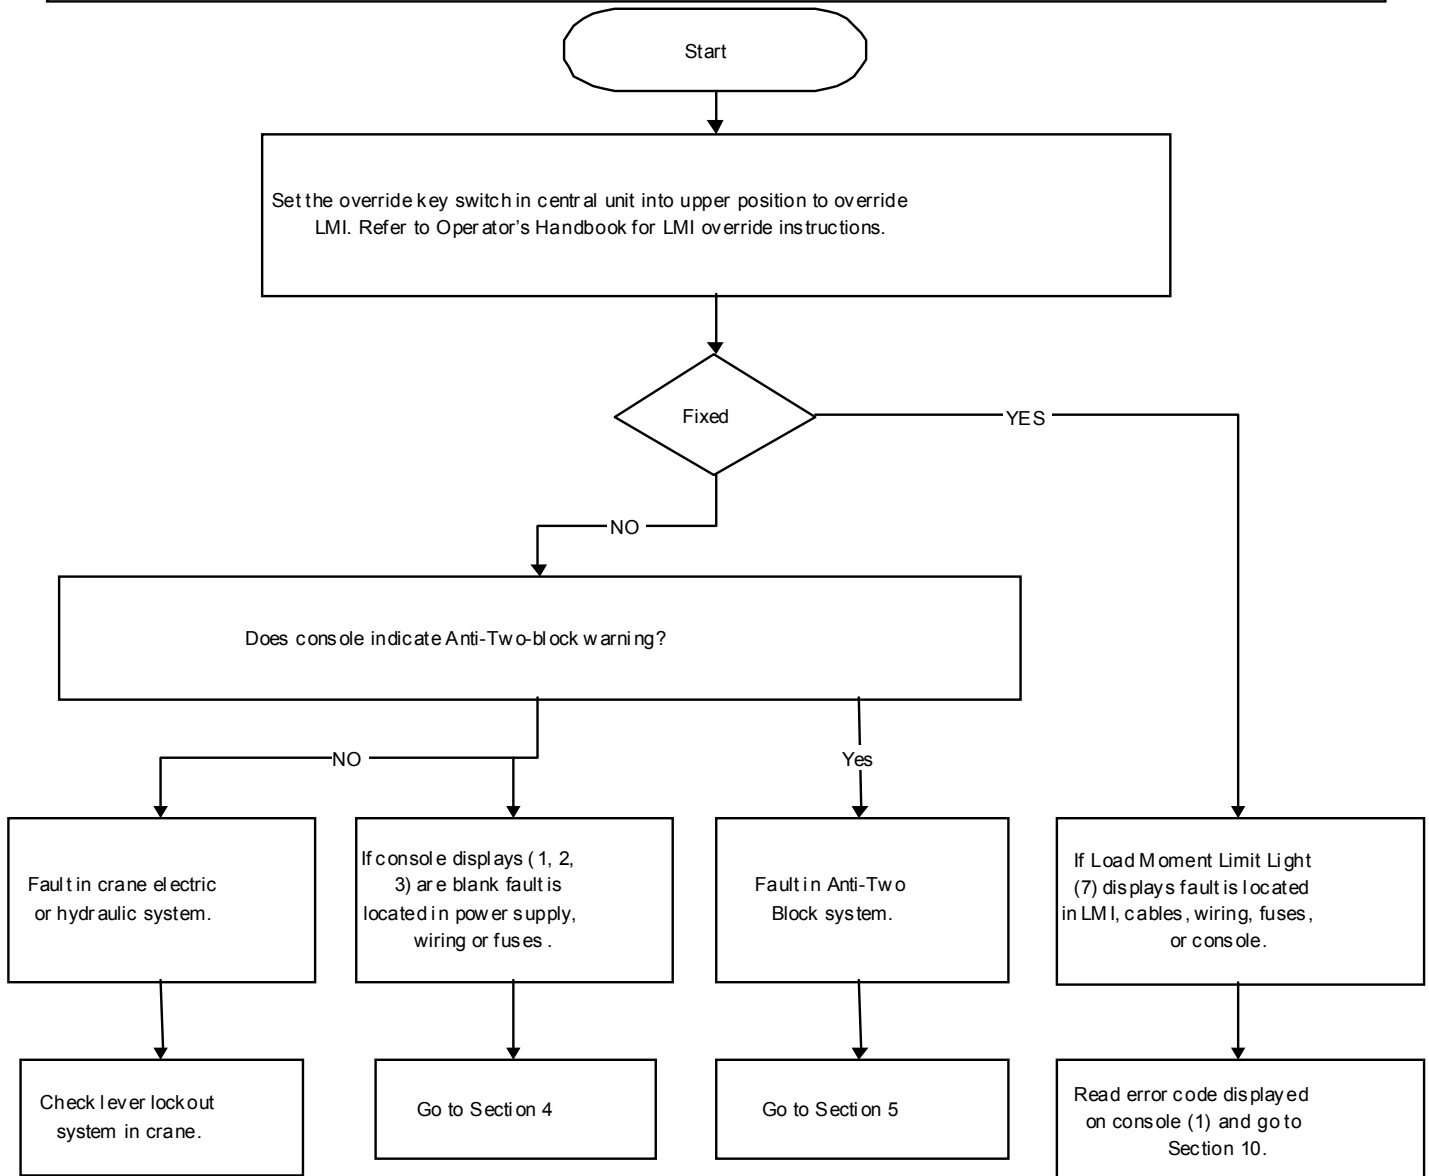 Start
Set the override key switch in central unit into upper position to override
LMI. Refer to Operator's Handbook for LMI override instructions.
Fixed
YES
NO
Does console indicate Anti-Two-block warning?
NO
Yes
Fault in crane electric
or hydraulic system.
If console displays (1, 2,
3) are blank fault is
located in power supply,
wiring or fuses.
Fault in Anti-Two
Block system.
If Load Moment Limit Light
(7) displays fault is located
in LMI, cables, wiring, fuses,
or console.
Check lever lockout
system in crane.
Go to Section 4
Go to Section 5
Read error code displayed
on console (1) and go to
Section 10.